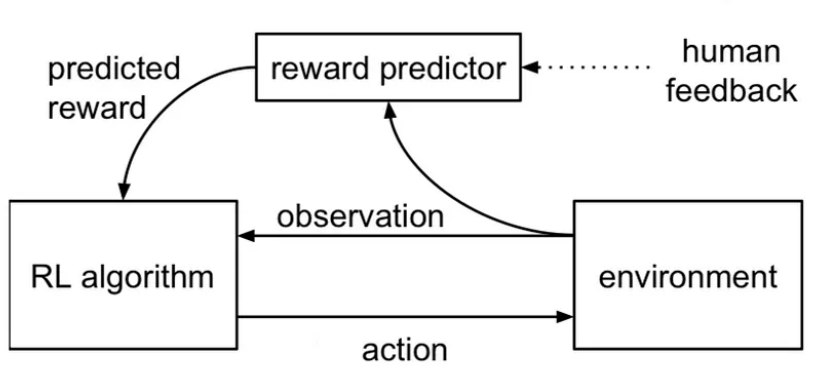 predicted
reward
reward predictor
human
feedback
observation
RL algorithm
environment
action